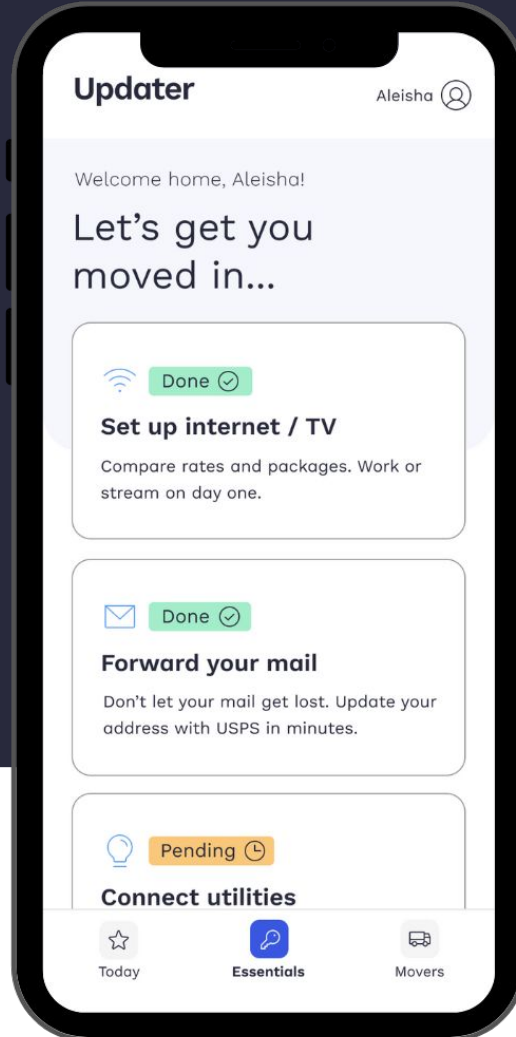 Updater
Aleisha
Welcome home, Aleisha!
Let’s get you
moved in...
Done
Set up internet / TV
Compare rates and packages. Work or
stream on day one.
Done
Forward your mail
Don’t let your mail get lost. Update your
address with USPS in minutes.
Pending
Connect utilities
Today
Essentials
Movers